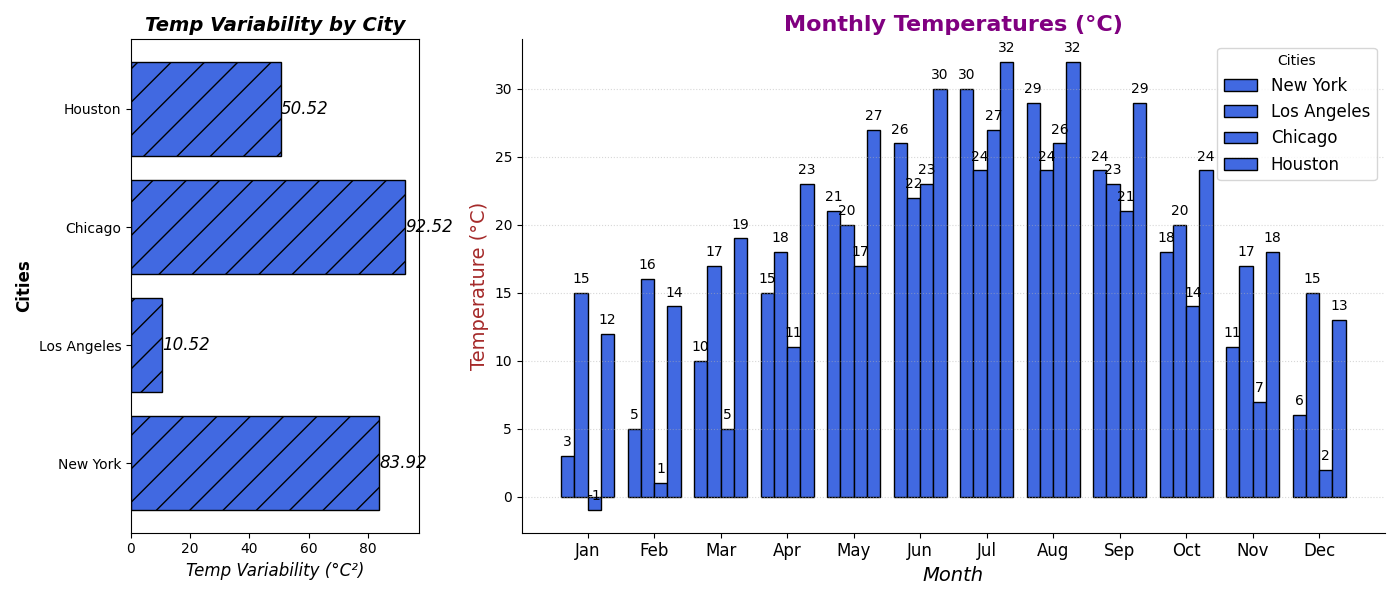 Temp Variability by City
Houston
Chicago
Los Angeles
New York
Cities
50.52
92.52
10.52
83.92
0 20 40 60 80
Temp Variability (°C²)
Monthly Temperatures (°C)
Temperature (°C)
30
25
20
15
10
5
0
3 15 -1 12
5 16 1 14
10 17 5 19
15 18 11 23
21 20 17 27
26 22 23 30
30 24 27 32
29 24 26 32
24 23 21 29
18 20 14 24
11 17 7 18
6 15 2 13
Jan Feb Mar Apr May Jun Jul Aug Sep Oct Nov Dec
Month
Cities
New York
Los Angeles
Chicago
Houston